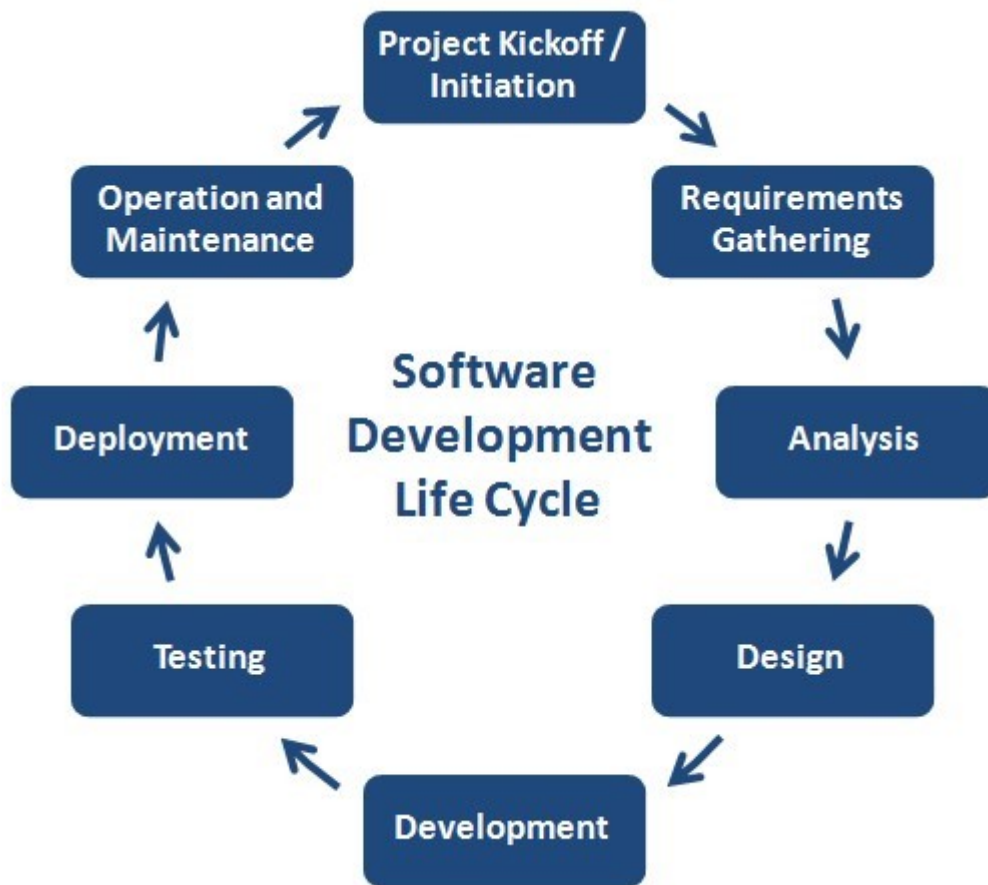 Project Kickoff /
Initiation
Requirements
Gathering
Analysis
Design
Development
Testing
Deployment
Operation and
Maintenance
Software
Development
Life Cycle